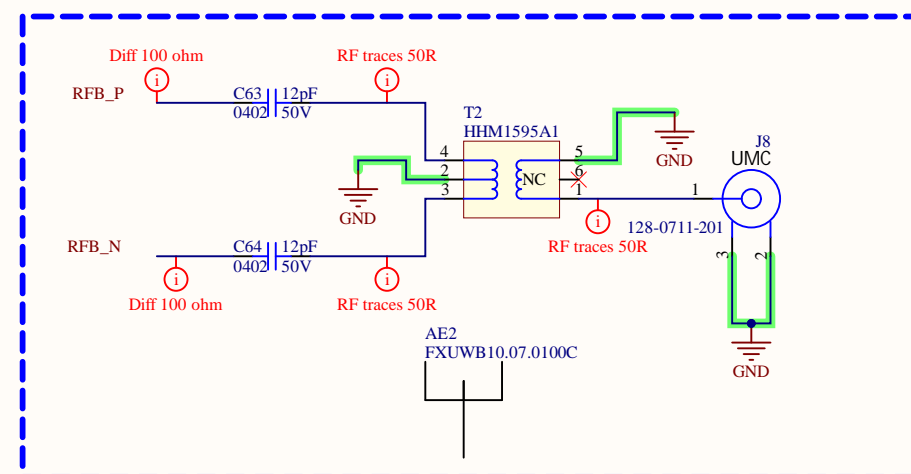 Diff 100 ohm
RF traces 50R
i
i
RFB_P
C63
12pF
0402
50V
T2
HHM1595A1
4
2
3
5
6
1
NC
GND
GND
J8
UMC
1
128-0711-201
3
2
i
RF traces 50R
RFB_N
C64
12pF
0402
50V
i
i
Diff 100 ohm
RF traces 50R
GND
AE2
FXUWB10.07.0100C